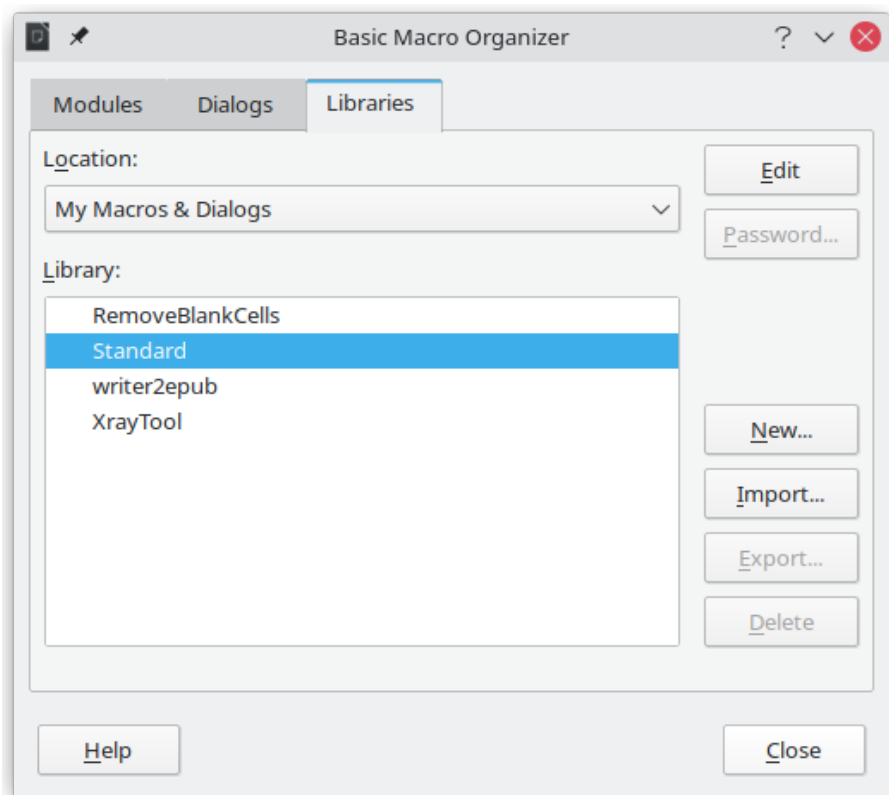 Basic Macro Organizer
?
Modules Dialogs Libraries
Location:
Edit
My Macros & Dialogs
Password...
Library:
RemoveBlankCells
Standard
writer2epub
XrayTool
New...
Import...
Export...
Delete
Help
Close